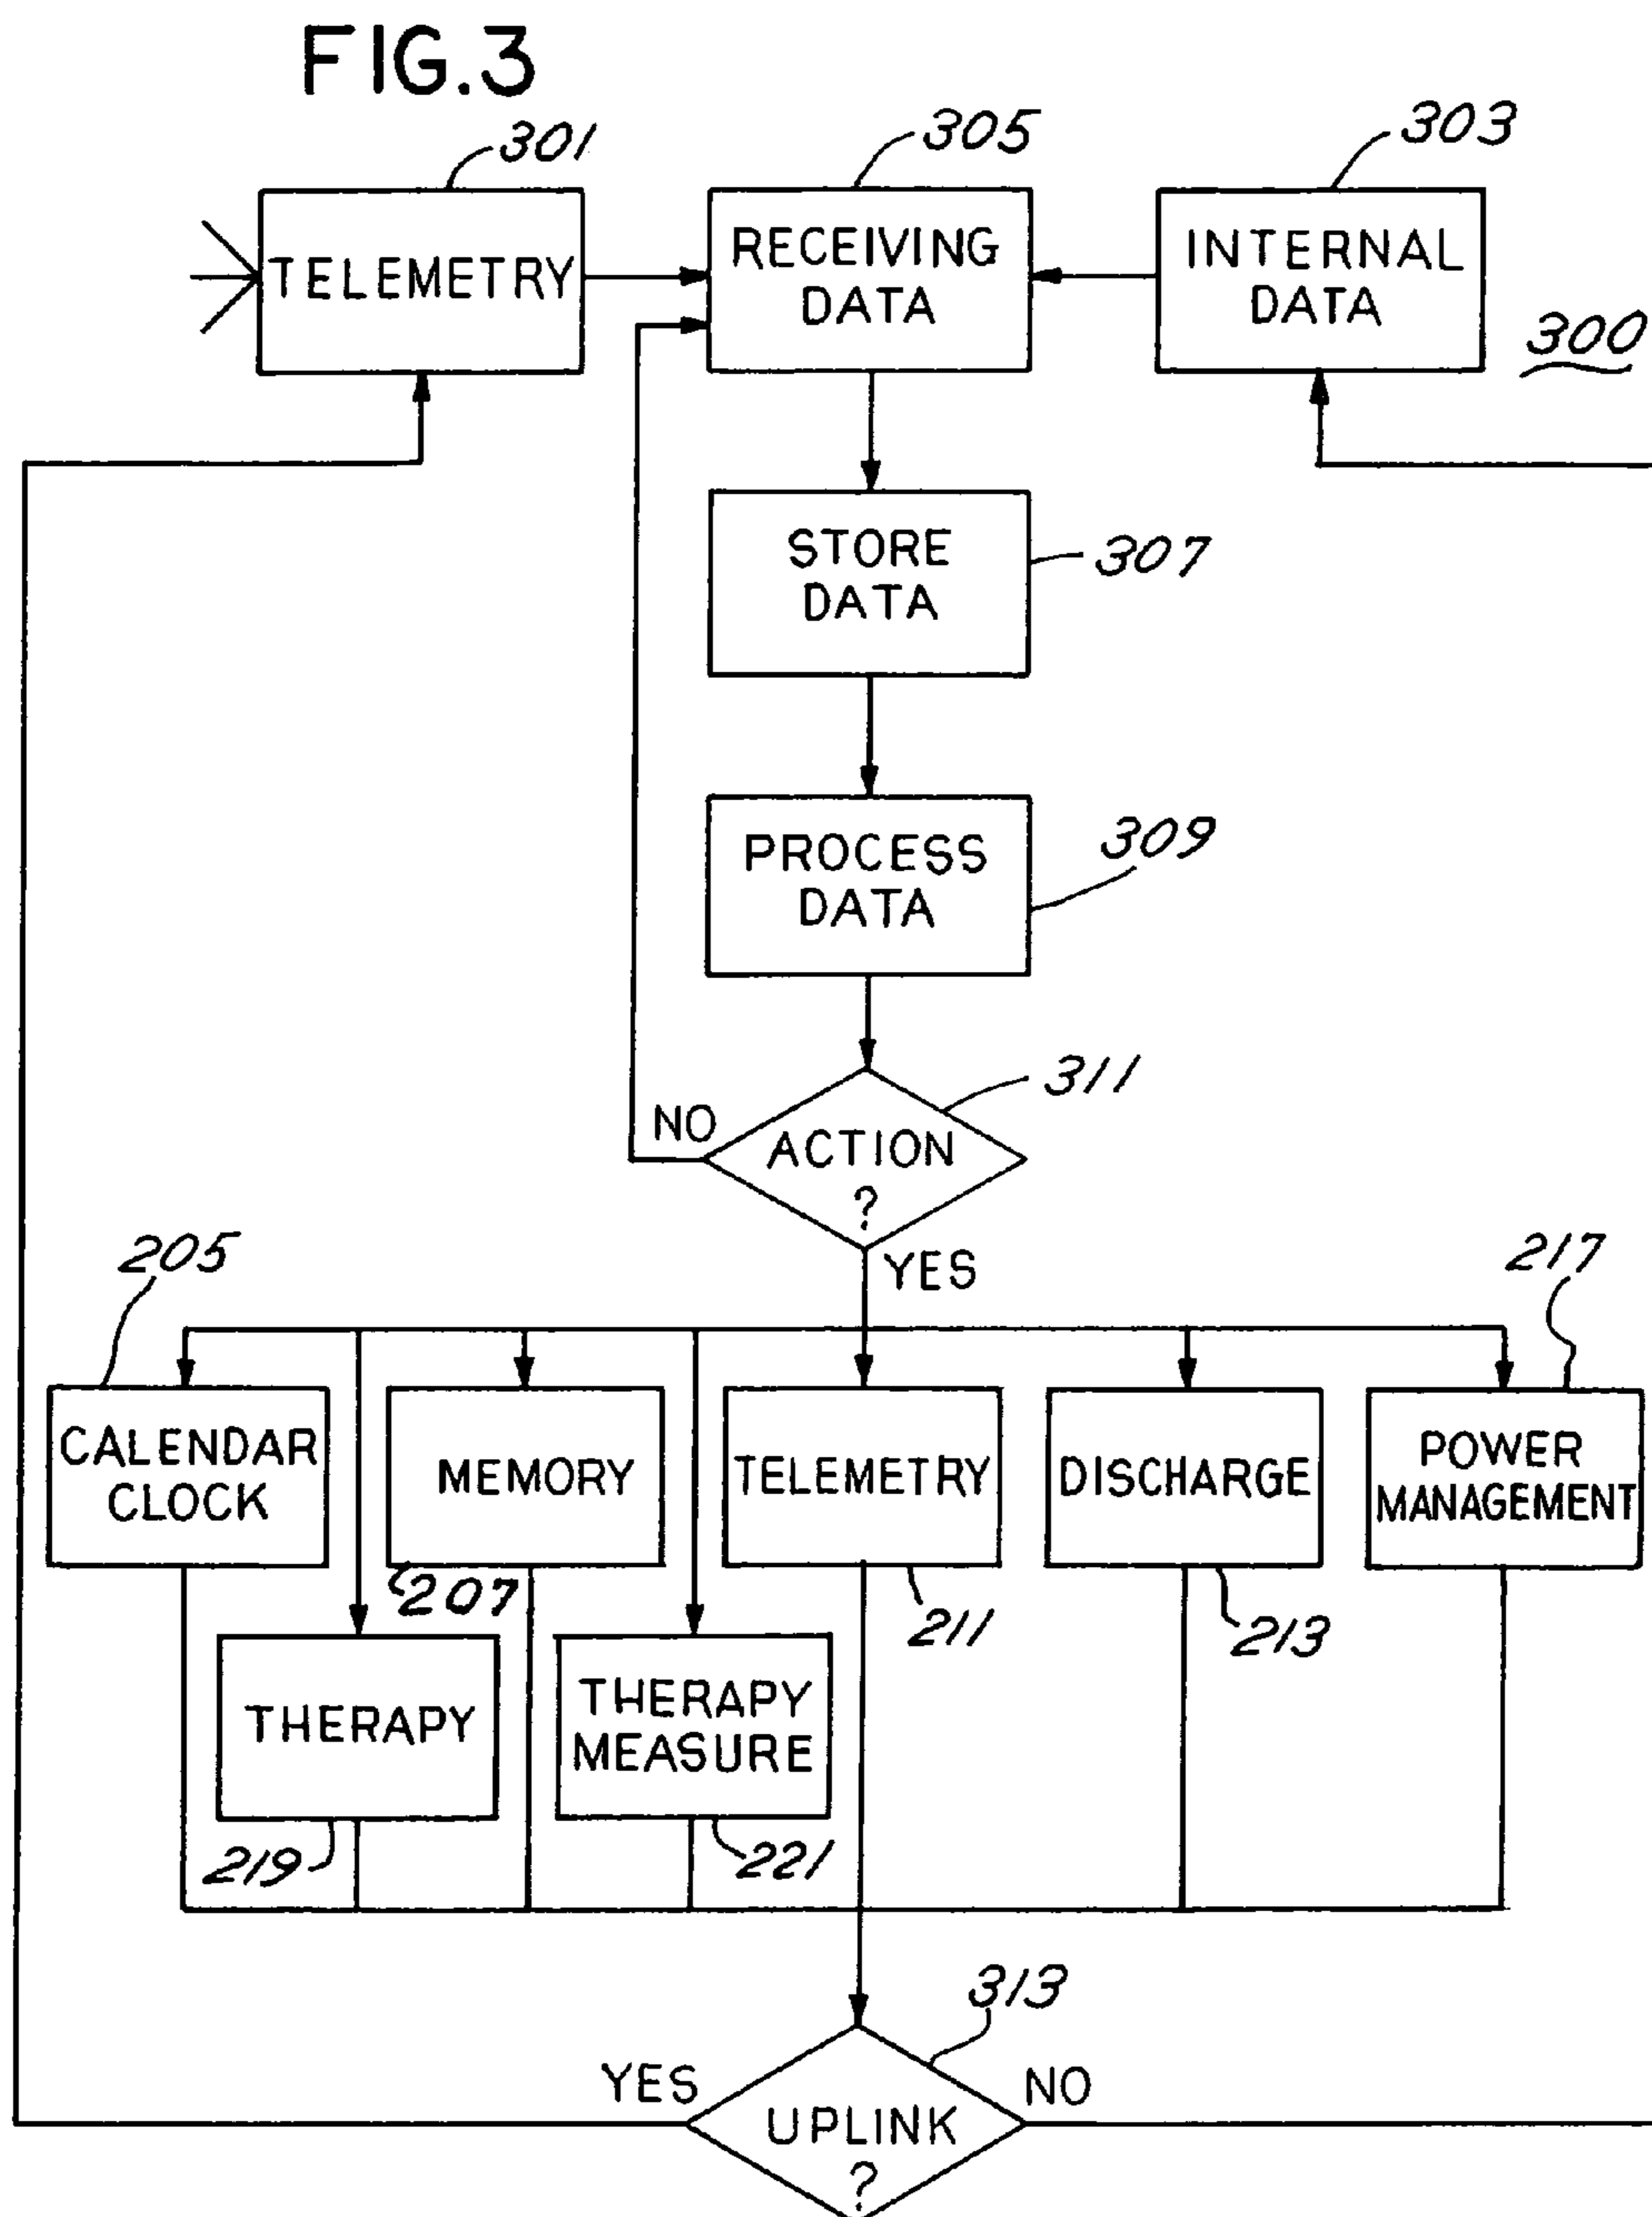 FIG.3
301
305
303
TELEMETRY
RECEIVING
DATA
INTERNAL
DATA
300
STORE
DATA
307
PROCESS
DATA
309
311
NO
ACTION
?
YES
205
217
CALENDAR
CLOCK
MEMORY
TELEMETRY
DISCHARGE
POWER
MANAGEMENT
207
211
213
THERAPY
THERAPY
MEASURE
219
221
313
YES
NO
UPLINK
?